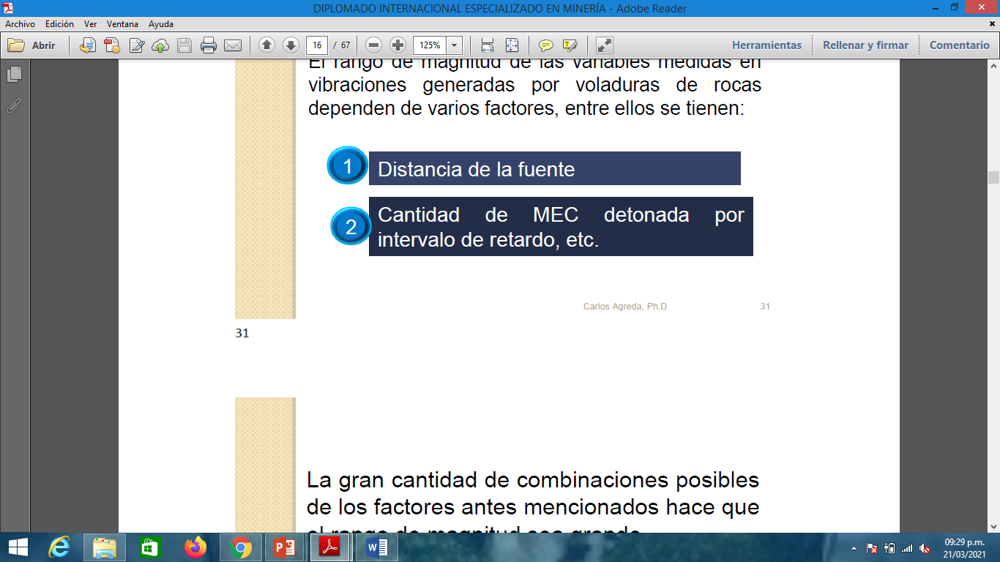 DIPLOMADO INTERNACIONAL ESPECIALIZADO EN MINERÍA - Adobe Reader
Archivo Edición Ver Ventana Ayuda
Abrir 16 / 67 125% Herramientas Rellenar y firmar Comentario
El rango de magnitud de las variables medidas en
vibraciones generadas por voladuras de rocas
dependen de varios factores, entre ellos se tienen:
1 Distancia de la fuente
2 Cantidad de MEC detonada por
intervalo de retardo, etc.
Carlos Agreda, Ph.D 31
31
La gran cantidad de combinaciones posibles
de los factores antes mencionados hace que
el rango de magnitud sea grande
09:29 p.m.
21/03/2021